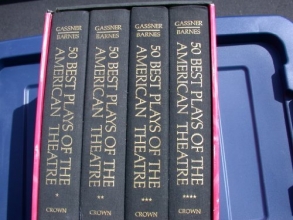 GASSNER
BARNES
50 BEST PLAYS OF THE
AMERICAN THEATRE
*
CROWN
GASSNER
BARNES
50 BEST PLAYS OF THE
AMERICAN THEATRE
**
CROWN
GASSNER
BARNES
50 BEST PLAYS OF THE
AMERICAN THEATRE
***
CROWN
GASSNER
BARNES
50 BEST PLAYS OF THE
AMERICAN THEATRE
****
CROWN